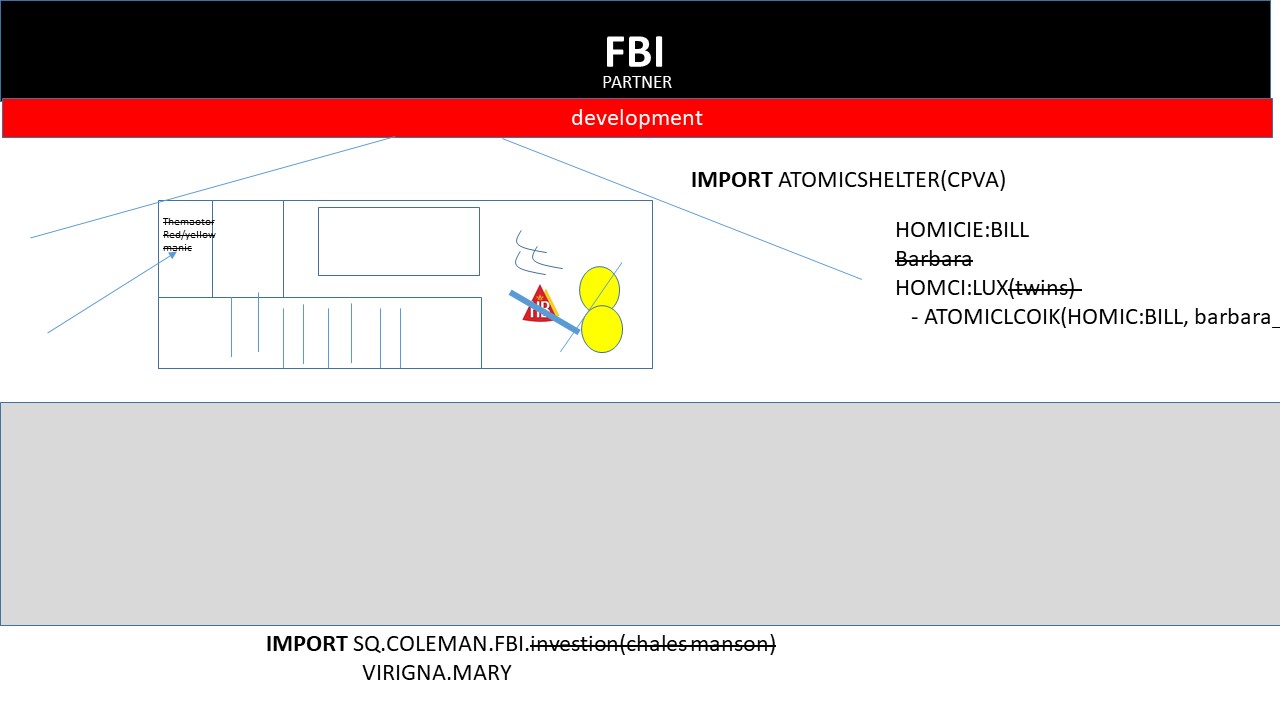 FBI
PARTNER
development
IMPORT ATOMICSHELTER(CPVA)
Themaotor
Red/yellow
manic
HOMICIE:BILL
Barbara
HOMCI:LUX(twins)
- ATOMICLCOIK(HOMIC:BILL, barbara_
HB
IMPORT SQ.COLEMAN.FBI.investion(chales manson)
VIRIGNA.MARY